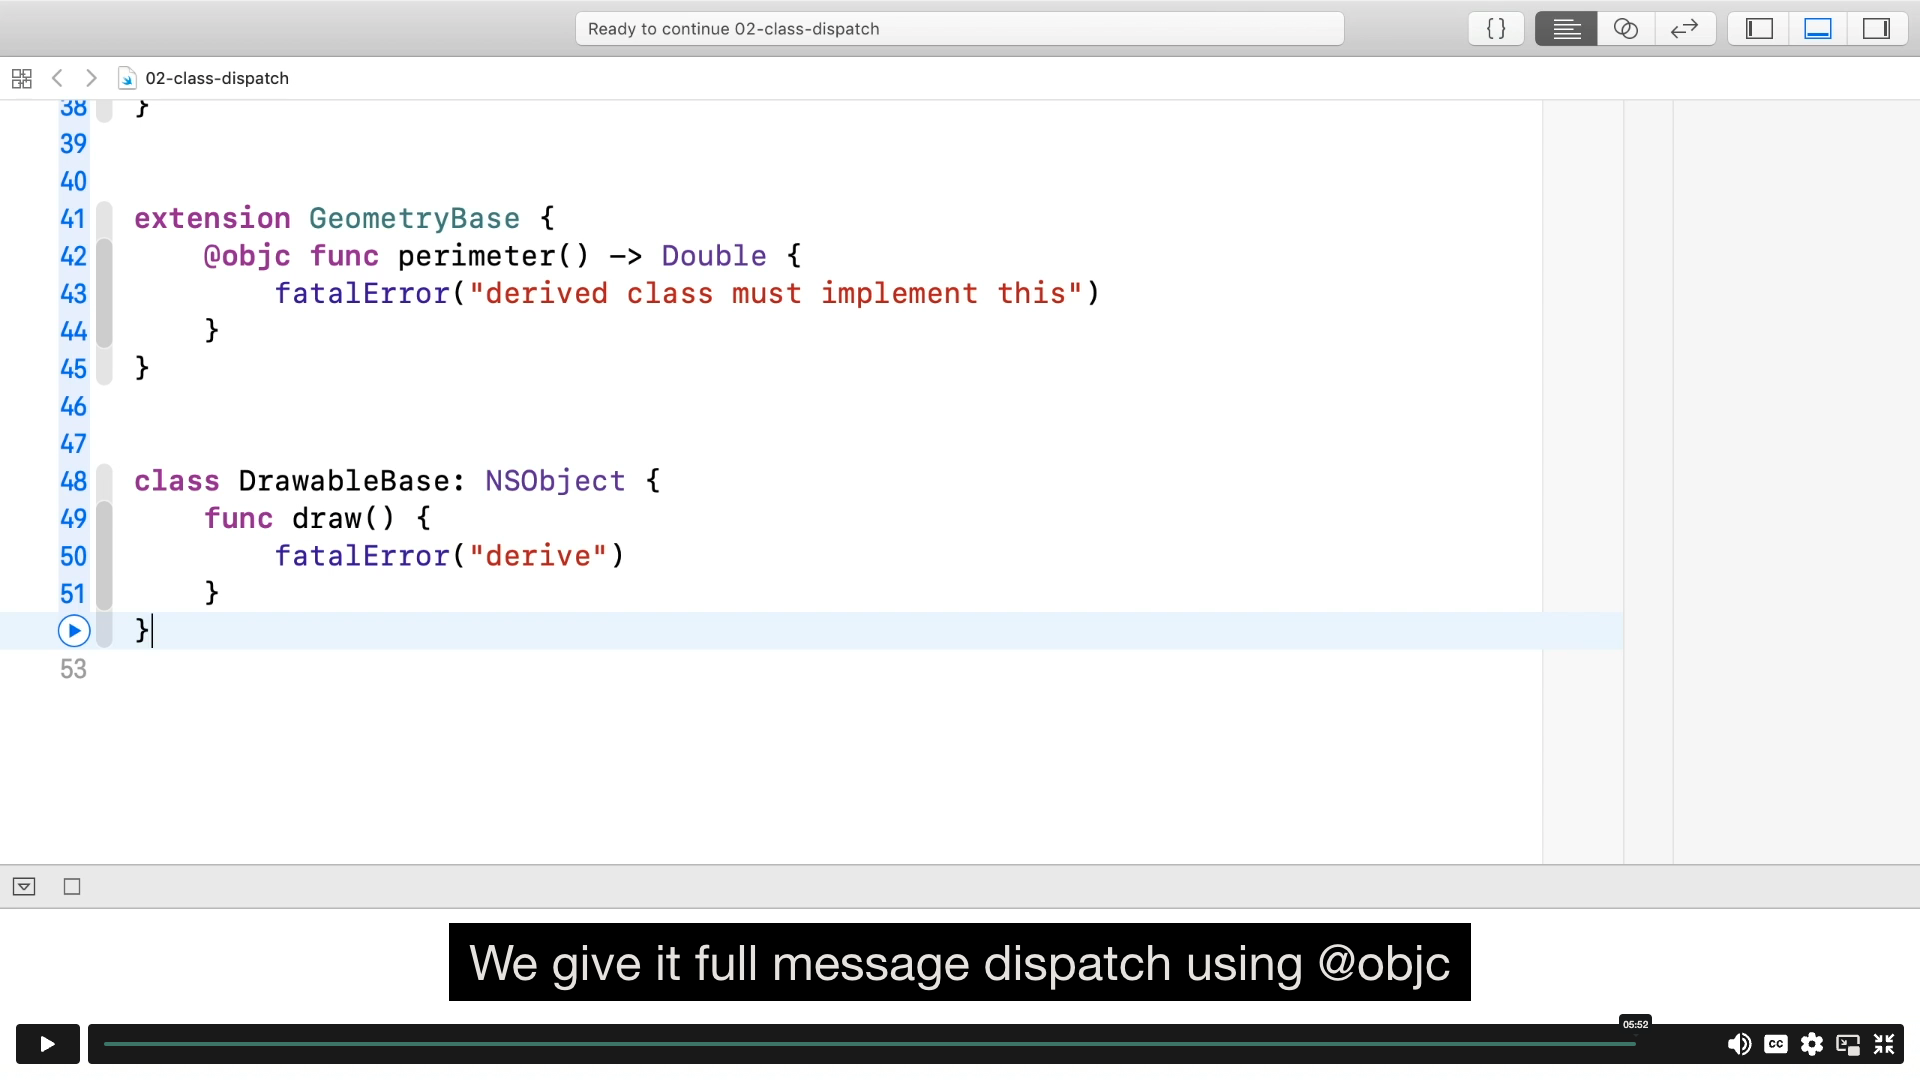 Ready to continue 02-class-dispatch
{ }
02-class-dispatch
38 }
39
40
41 extension GeometryBase {
42 @objc func perimeter() -> Double {
43 fatalError("derived class must implement this")
44 }
45 }
46
47
48 class DrawableBase: NSObject {
49 func draw() {
50 fatalError("derive")
51 }
}
53
We give it full message dispatch using @objc
05:52
CC